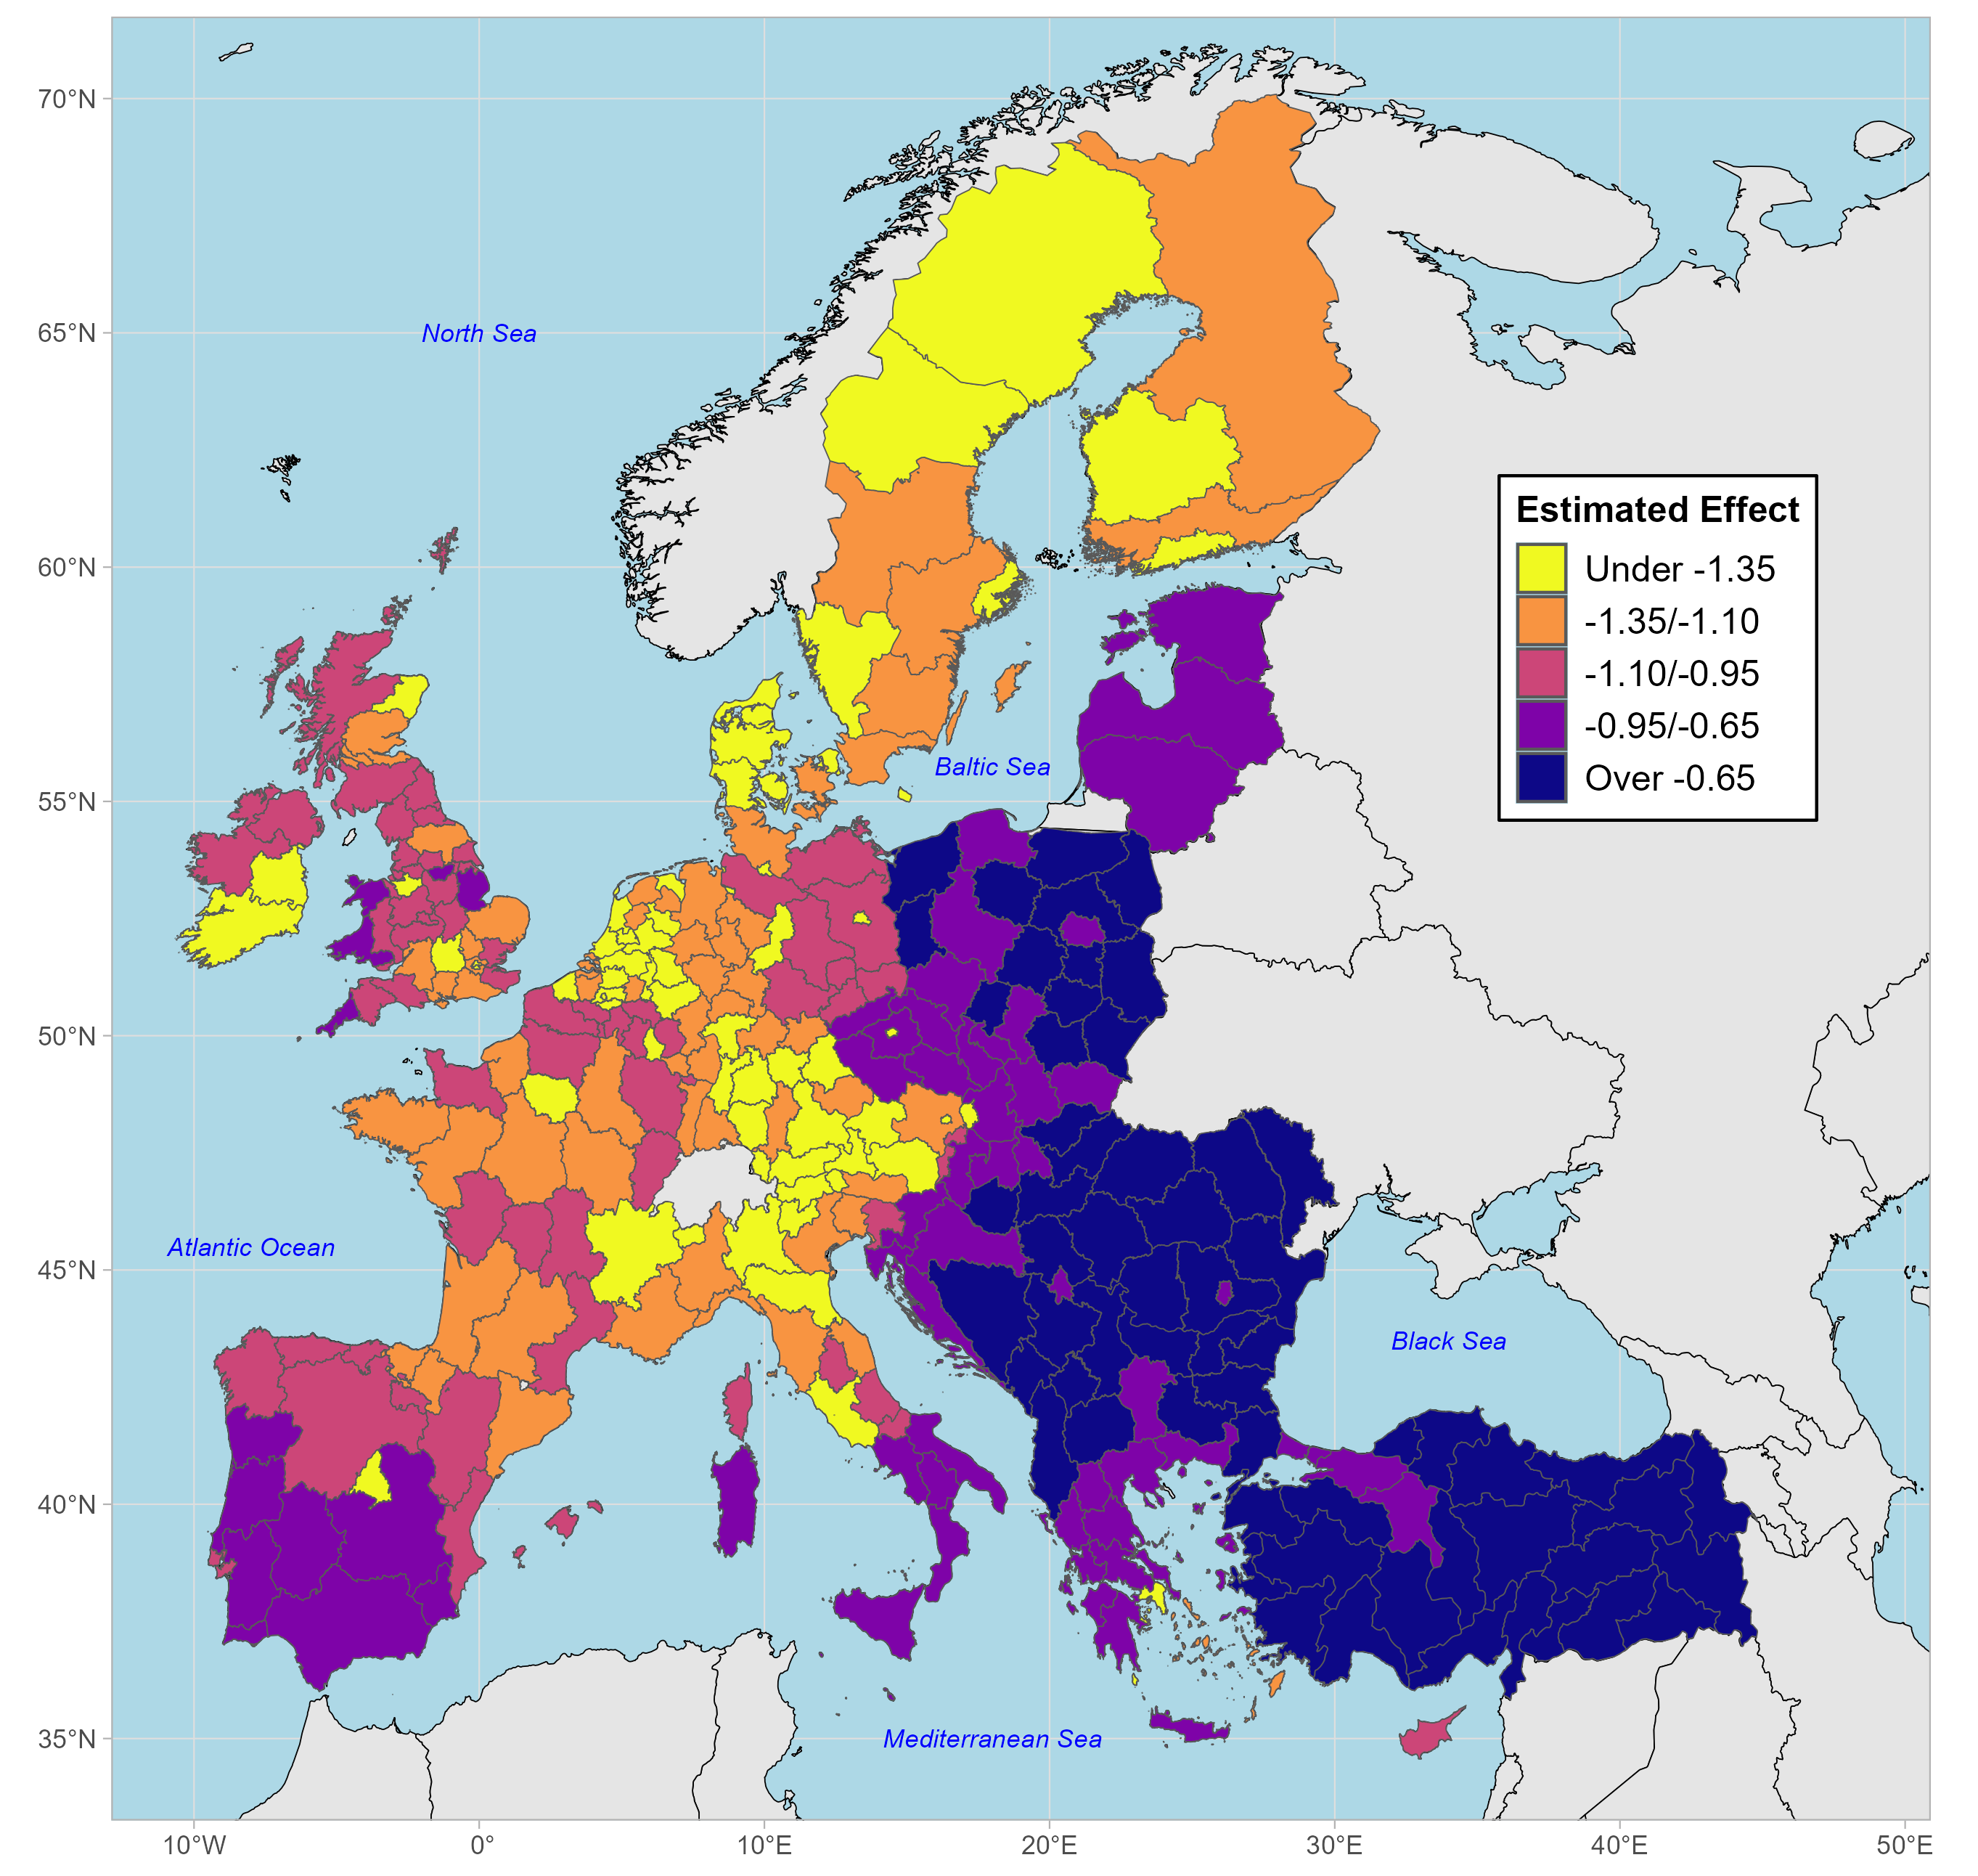 70°N
65°N
60°N
55°N
50°N
45°N
40°N
35°N
North Sea
Baltic Sea
Atlantic Ocean
Black Sea
Mediterranean Sea
Estimated Effect
Under -1.35
-1.35/-1.10
-1.10/-0.95
-0.95/-0.65
Over -0.65
10°W
0°
10°E
20°E
30°E
40°E
50°E